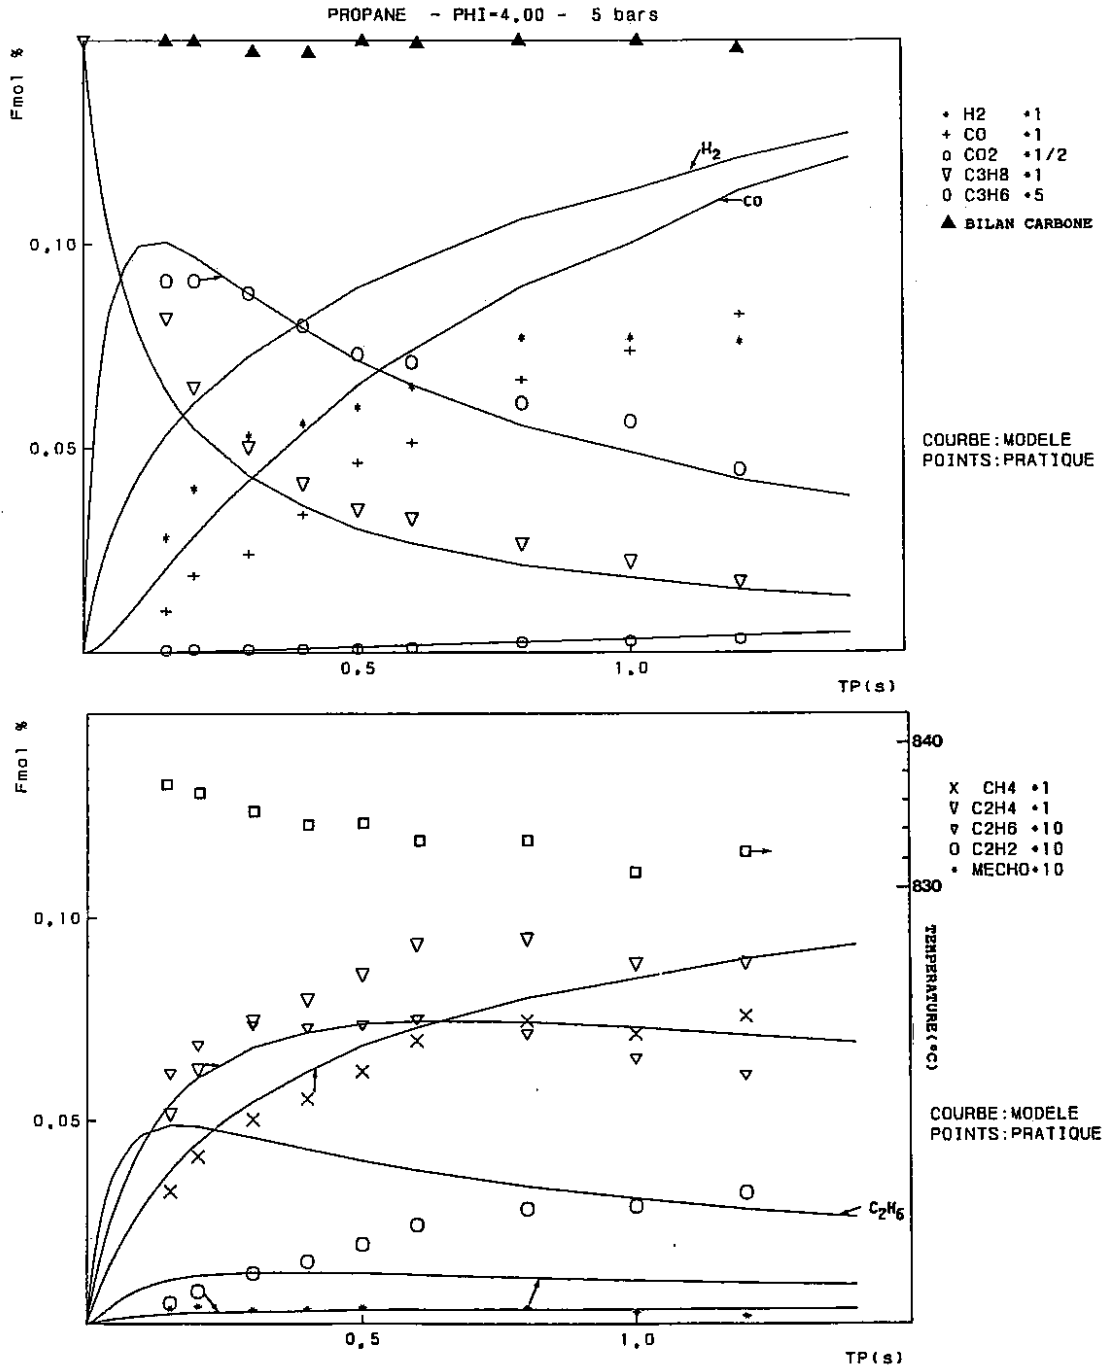 PROPANE - PHI=4.00 - 5 bars
Fmol %
* H2 *1
+ CO *1
o CO2 *1/2
▽ C3H8 *1
O C3H6 *5
▲ BILAN CARBONE
H2
CO
0.10
0.05
COURBE:MODELE
POINTS:PRATIQUE
0.5
1.0
TP(s)
Fmol %
840
830
TEMPERATURE(°C)
X CH4 *1
▽ C2H4 *1
▽ C2H6 *10
O C2H2 *10
* MECHO*10
0.10
0.05
COURBE:MODELE
POINTS:PRATIQUE
C2H6
0.5
1.0
TP(s)